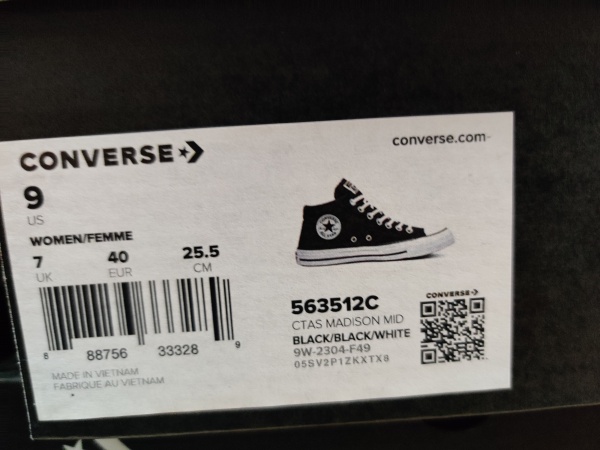 CONVERSE
converse.com
9
US
WOMEN/FEMME
7 40 25.5
UK EUR CM
8 88756 33328 9
MADE IN VIETNAM
FABRIQUE AU VIETNAM
563512C
CTAS MADISON MID
BLACK/BLACK/WHITE
9W-2304-F49
05SV2P1ZKXTX8
CONVERSE